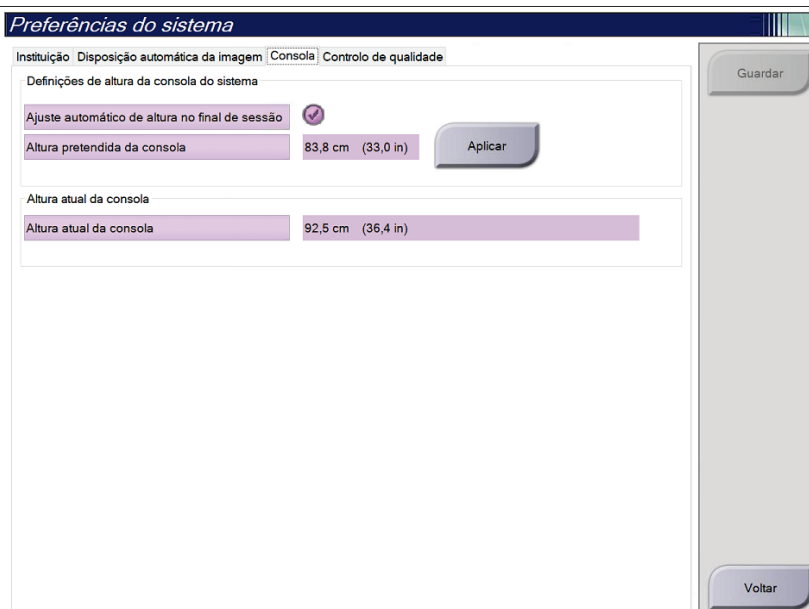 Preferências do sistema
Instituição Disposição automática da imagem Consola Controlo de qualidade
Guardar
Definições de altura da consola do sistema
Ajuste automático de altura no final de sessão
Altura pretendida da consola 83,8 cm (33,0 in) Aplicar
Altura atual da consola
Altura atual da consola 92,5 cm (36,4 in)
Voltar